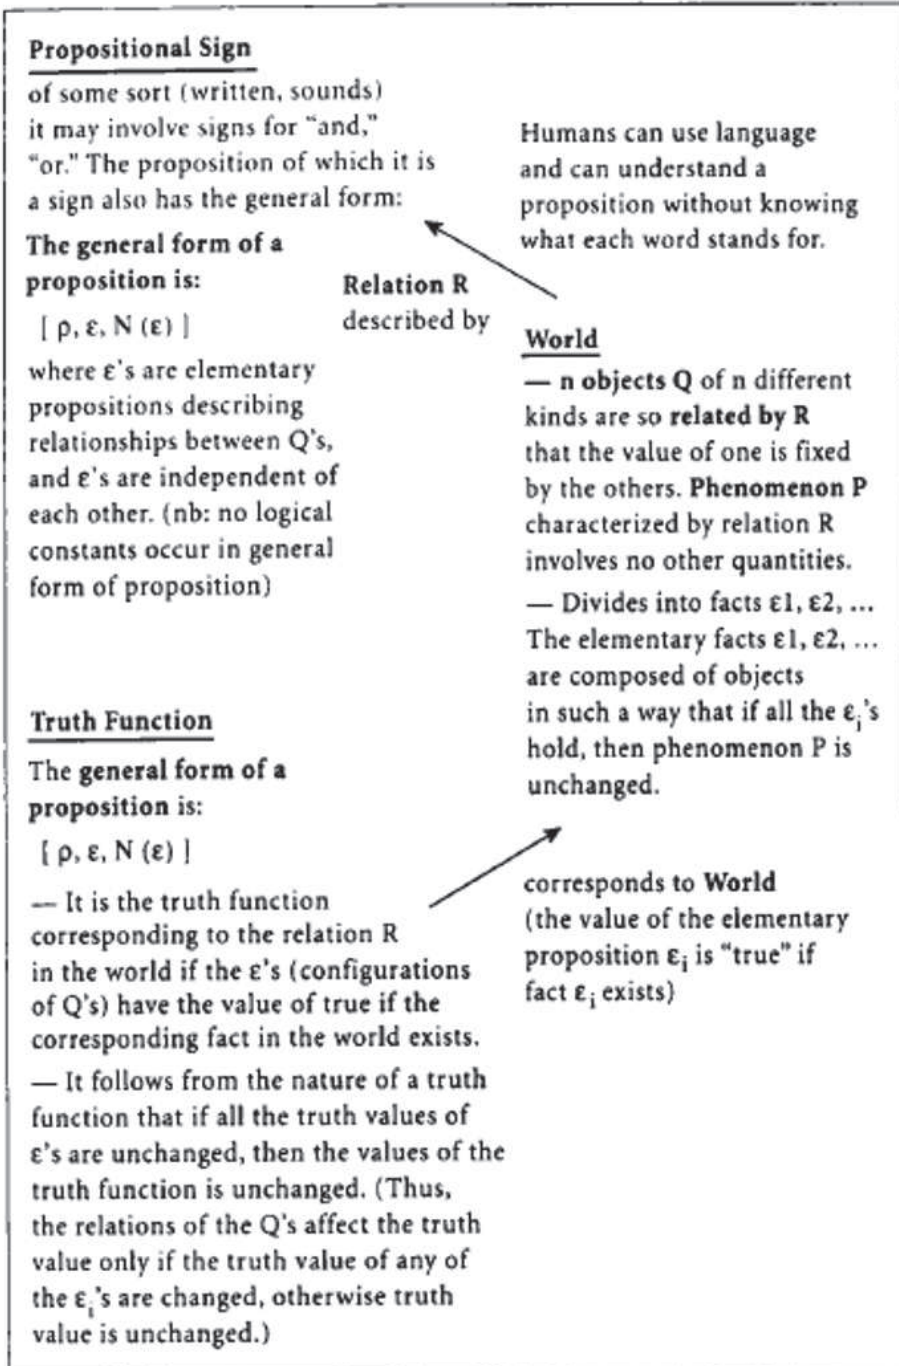 Propositional Sign
of some sort (written, sounds)
it may involve signs for “and,”
“or.” The proposition of which it is
a sign also has the general form:
The general form of a
proposition is:
[ ρ, ε, N (ε) ]
where ε's are elementary
propositions describing
relationships between Q's,
and ε's are independent of
each other. (nb: no logical
constants occur in general
form of proposition)
Relation R
described by
Humans can use language
and can understand a
proposition without knowing
what each word stands for.
World
— n objects Q of n different
kinds are so related by R
that the value of one is fixed
by the others. Phenomenon P
characterized by relation R
involves no other quantities.
— Divides into facts ε1, ε2, ...
The elementary facts ε1, ε2, ...
are composed of objects
in such a way that if all the εi's
hold, then phenomenon P is
unchanged.
Truth Function
The general form of a
proposition is:
[ ρ, ε, N (ε) ]
— It is the truth function
corresponding to the relation R
in the world if the ε's (configurations
of Q's) have the value of true if the
corresponding fact in the world exists.
— It follows from the nature of a truth
function that if all the truth values of
ε's are unchanged, then the values of the
truth function is unchanged. (Thus,
the relations of the Q's affect the truth
value only if the truth value of any of
the εi's are changed, otherwise truth
value is unchanged.)
corresponds to World
(the value of the elementary
proposition εi is “true” if
fact εi exists)